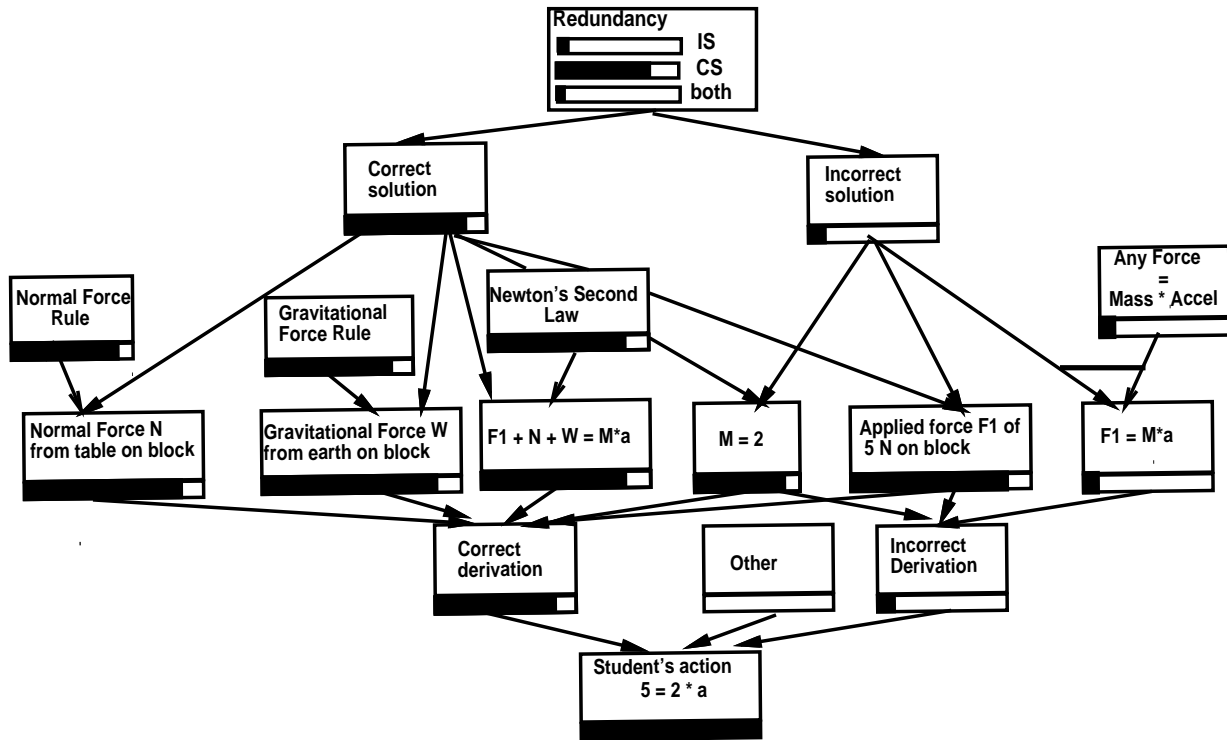 Redundancy
IS
CS
both
Correct
solution
Incorrect
solution
Normal Force
Rule
Gravitational
Force Rule
Newton's Second
Law
Any Force
=
Mass * Accel
Normal Force N
from table on block
Gravitational Force W
from earth on block
F1 + N + W = M*a
M = 2
Applied force F1 of
5 N on block
F1 = M*a
Correct
derivation
Other
Incorrect
Derivation
Student's action
5 = 2 * a